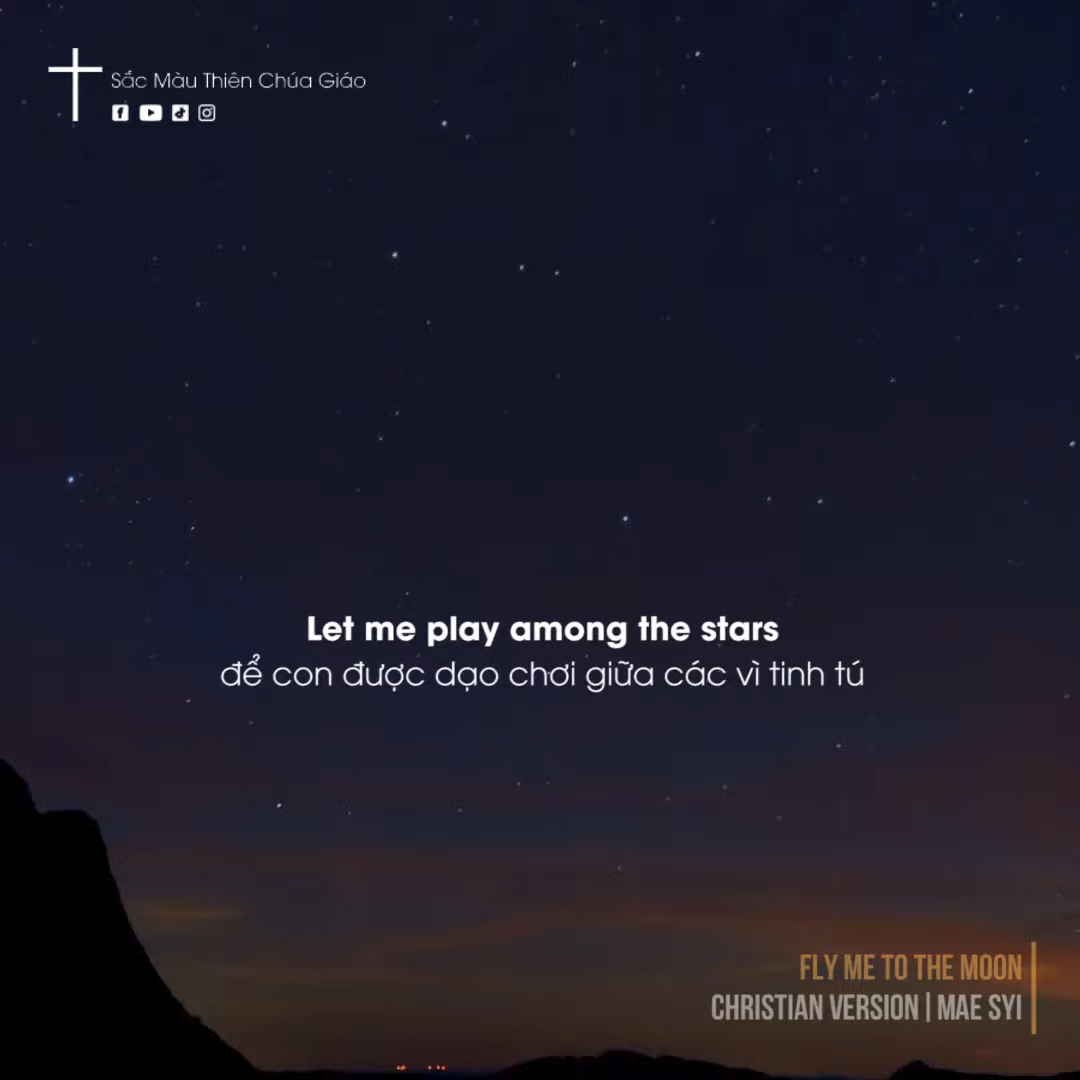 Sắc Màu Thiên Chúa Giáo
Let me play among the stars
để con được dạo chơi giữa các vì tinh tú
FLY ME TO THE MOON
CHRISTIAN VERSION | MAE SYI